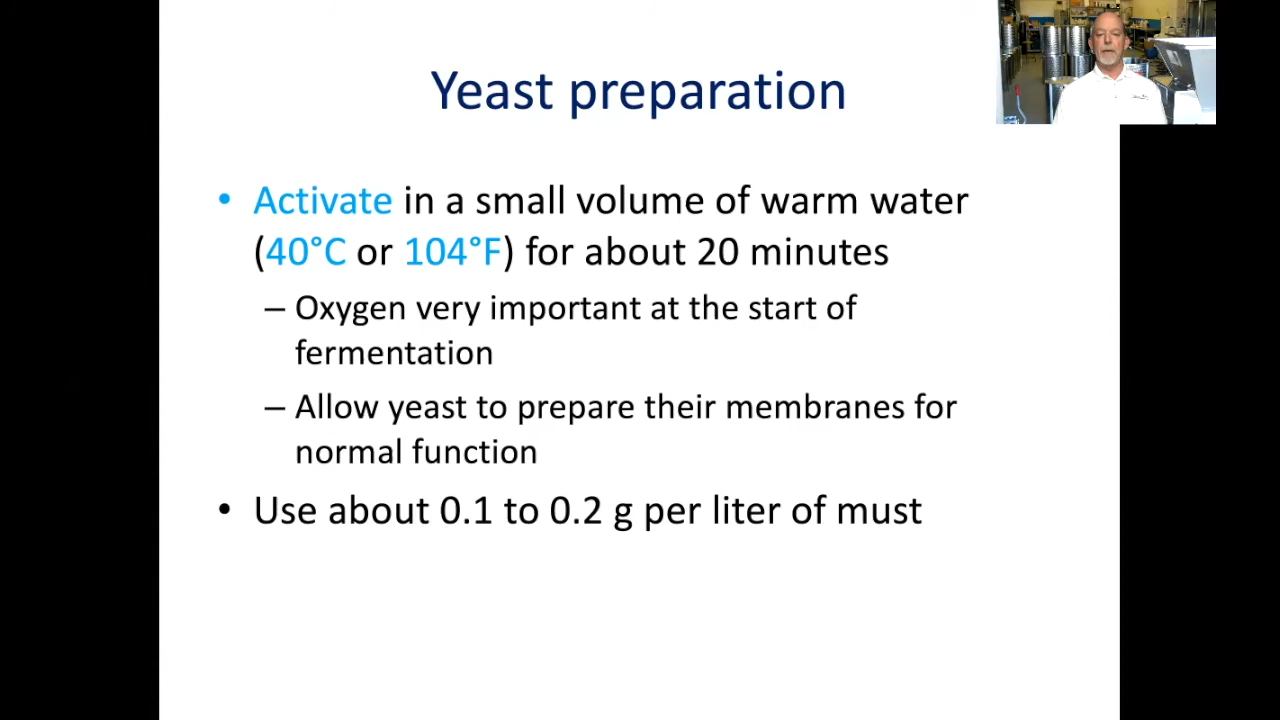 Yeast preparation
• Activate in a small volume of warm water
(40°C or 104°F) for about 20 minutes
– Oxygen very important at the start of
fermentation
– Allow yeast to prepare their membranes for
normal function
• Use about 0.1 to 0.2 g per liter of must